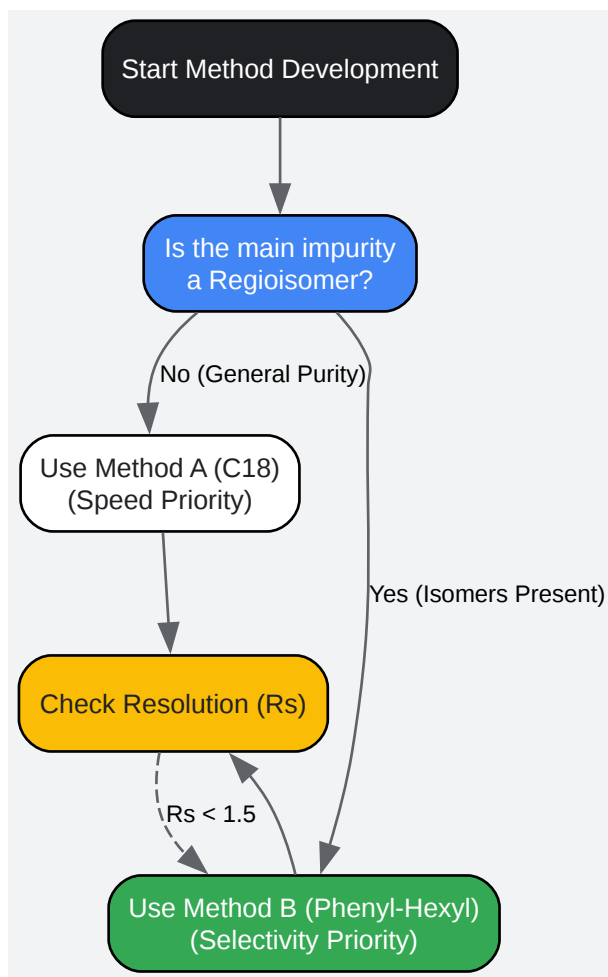 Start Method Development
Is the main impurity
a Regioisomer?
No (General Purity)
Use Method A (C18)
(Speed Priority)
Yes (Isomers Present)
Check Resolution (Rs)
Rs < 1.5
Use Method B (Phenyl-Hexyl)
(Selectivity Priority)